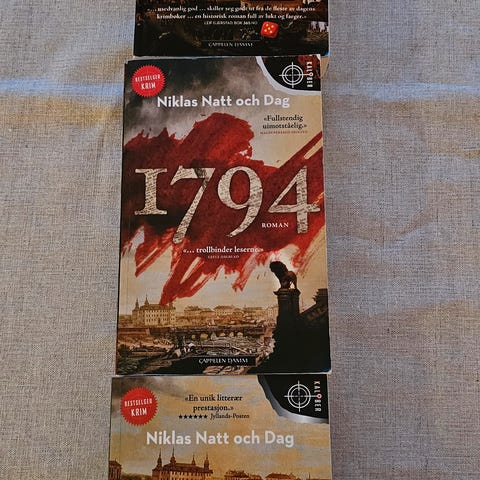 «... usedvanlig god ... skiller seg godt ut fra de fleste av dagens
krimbøker ... en historisk roman full av lukt og farger.»
CAPPELEN DAMM
BESTSELGER
KRIM
KALIBER
Niklas Natt och Dag
«Fullstendig
uimotståelig.»
1794
ROMAN
«... trollbinder leserne.»
CAPPELEN DAMM
BESTSELGER
KRIM
«En unik litterær
prestasjon.»
Jyllands-Posten
KALIBER
Niklas Natt och Dag